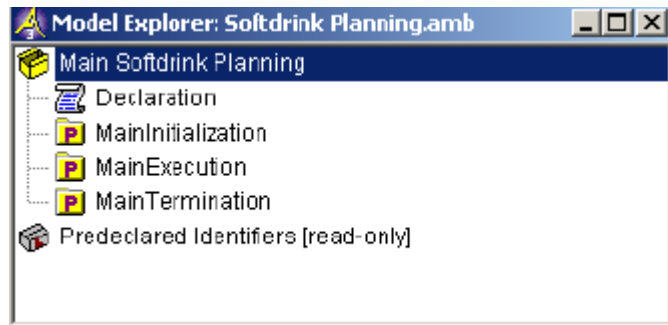 Model Explorer: Softdrink Planning.amb
Main Softdrink Planning
Declaration
P MainInitialization
P MainExecution
P MainTermination
Predeclared Identifiers [read-only]